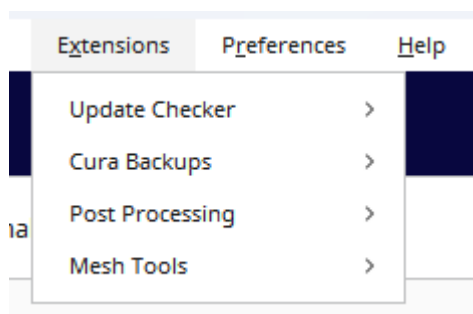 Extensions Preferences Help
Update Checker
Cura Backups
Post Processing
Mesh Tools